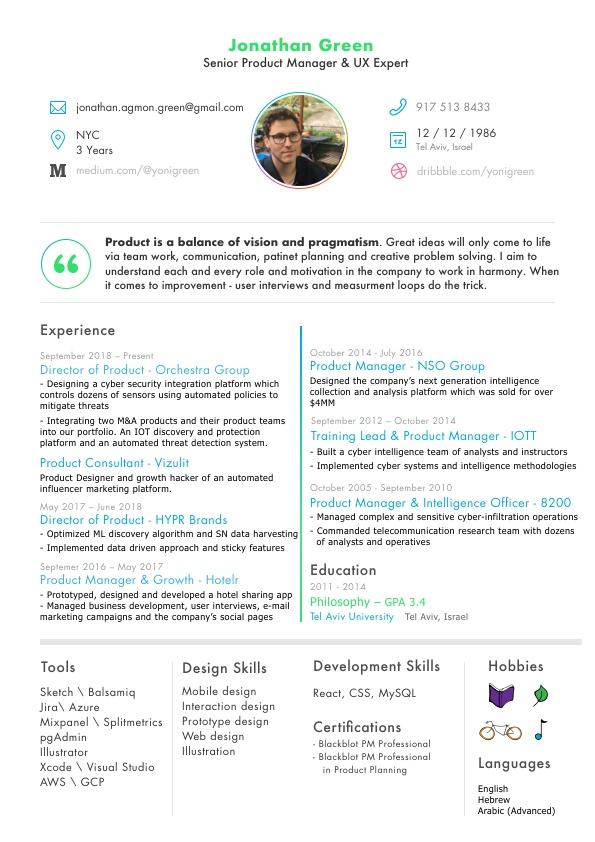 Jonathan Green
Senior Product Manager & UX Expert
jonathan.agmon.green@gmail.com
NYC
3 Years
M medium.com/@yonigreen
917 513 8433
12 12 / 12 / 1986
Tel Aviv, Israel
dribbble.com/yonigreen
“ Product is a balance of vision and pragmatism. Great ideas will only come to life
via team work, communication, patinet planning and creative problem solving. I aim to
understand each and every role and motivation in the company to work in harmony. When
it comes to improvement - user interviews and measurment loops do the trick.
Experience
September 2018 – Present
Director of Product - Orchestra Group
- Designing a cyber security integration platform which
controls dozens of sensors using automated policies to
mitigate threats
- Integrating two M&A products and their product teams
into our portfolio. An IOT discovery and protection
platform and an automated threat detection system.
Product Consultant - Vizulit
Product Designer and growth hacker of an automated
influencer marketing platform.
May 2017 – June 2018
Director of Product - HYPR Brands
- Optimized ML discovery algorithm and SN data harvesting
- Implemented data driven approach and sticky features
Septemer 2016 – May 2017
Product Manager & Growth - Hotelr
- Prototyped, designed and developed a hotel sharing app
- Managed business development, user interviews, e-mail
marketing campaigns and the company’s social pages
October 2014 - July 2016
Product Manager - NSO Group
Designed the company’s next generation intelligence
collection and analysis platform which was sold for over
$4MM
September 2012 – October 2014
Training Lead & Product Manager - IOTT
- Built a cyber intelligence team of analysts and instructors
- Implemented cyber systems and intelligence methodologies
October 2005 - September 2010
Product Manager & Intelligence Officer - 8200
- Managed complex and sensitive cyber-infiltration operations
- Commanded telecommunication research team with dozens
of analysts and operatives
Education
2011 - 2014
Philosophy – GPA 3.4
Tel Aviv University Tel Aviv, Israel
Tools
Sketch \ Balsamiq
Jira\ Azure
Mixpanel \ Splitmetrics
pgAdmin
Illustrator
Xcode \ Visual Studio
AWS \ GCP
Design Skills
Mobile design
Interaction design
Prototype design
Web design
Illustration
Development Skills
React, CSS, MySQL
Certifications
- Blackblot PM Professional
- Blackblot PM Professional
in Product Planning
Hobbies
Languages
English
Hebrew
Arabic (Advanced)